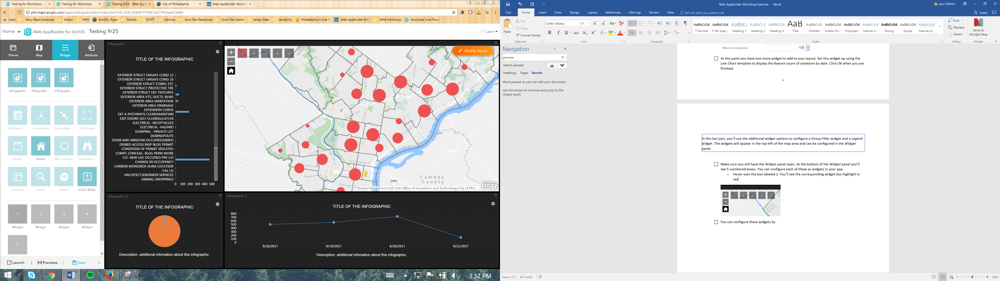 Testing for Workshop - W
Testing for Workshop
Testing 9/25 - Web App
City of Philadelphia
Web AppBuilder Worksh
phl.maps.arcgis.com/apps/webappbuilder/index.html?id=334c304b81f74447a627ffc6ae07a90b
slack
Story Maps Examples
Vector
WHS
ArcGIS | Apps
Mobile
DOITT
Seminar
Econ Dev Resources
Econ Dev Demo
Jersey Data
JerseyCity
Philadelphia Crime D
Web AppBuilder Wo
WAB Workshop
Hurricane Irma Powe
Home
Web AppBuilder for ArcGIS
Testing 9/25
Lauri
Theme
Map
Widget
Attribute
Infographic
Infographi...
Infographi...
Attribute T...
Coordinate
Extent Navi...
Full Screen
Header
Home
My Location
Overview ...
Scalebar
Search
Hi!
Splash
Zoom Slider
1
2
3
4
Widget
Widget
Widget
Widget
5
Launch
Previews
Save
Infographic
TITLE OF THE INFOGRAPHIC
EXTERIOR STRUCT UNSAFE COND 12
EXTERIOR STRUCT UNSAFE COND 10
EXTERIOR STRUCT STAIRS, ETC
EXTERIOR STRUCT PROTECTIVE TRE
EXTERIOR STRUCT DEC FEATURES
EXTERIOR AREA VTS, DUCTS, BLWS
EXTERIOR AREA SANITATION
EXTERIOR AREA DRAINAGE
EXTENSION CORDS
EXT A-PATHWAYS CLEAR/MAINTAIN
EXIT DOORS SELF CLOSING/LATCHI
ELECTRICAL -RECEPTACLES
ELECTRICAL -HAZARD
DUMPING - PRIVATE LOT
DOWNSPOUTS
DOOR AND WINDOW OCCUPIED/MIXED
DENIED ACCESS INSP BLDG PERMIT
CONDITION OF PERMIT VIOLATED
COMPL CONCEAL- BLDG PERM WORK
CO- NEW USE OCCUPIED PRE-CO
CHANGE IN OCCUPANCY
CARBON MONOXIDE ALRM LOCATION
CAL LO
ARCHITECT/ENGINEER SERVICES
ANIMAL DROPPINGS
0 100 200 300 400 500
1 2 3 4 5
Modify layout
Camden
County
Streets Department GIS Unit Office of Innovation and Technology City of Phil...
esri
Infographic_2
TITLE OF THE INFOGRAPHIC
Description: additional infomation about this infographic.
Infographic_3
TITLE OF THE INFOGRAPHIC
800
700
600
500
400
300
200
100
0
9/18/2017 9/19/2017 9/20/2017 9/21/2017
Description: additional infomation about this infographic.
3:32 PM
Web AppBuilder Workshop Exercise - Word
Lauri Dafner
File
Home
Insert
Draw
Design
Layout
References
Mailings
Review
View
Tell me what you want to do
Share
Paste
Cut
Copy
Format Painter
Clipboard
Calibri (Body)
11
Font
Paragraph
¶ Normal
¶ No Spac...
Heading 1
Heading 2
Heading 3
Title
Subtitle
Subtle Em...
Emphasis
Intense E...
Strong
Quote
Intense Q...
Styles
Find
Replace
Select
Editing
Send to
Mindjet Map
Mindjet
Navigation
preview
Search paused
Headings
Pages
Results
Word paused so you can edit your document.
Use the arrows to continue and jump to the
closest result.
Maximum categories
100
At this point you have one more widget to add to your layout. Set this widget up using the
Line Chart template to display the feature count of violations by date. Click OK when you are
finished.
4
In this last part, you'll use the additional widget options to configure a Group Filter widget and a Legend
widget. The widgets will appear in the top left of the map area and can be configured in the Widget
panel.
Make sure you still have the Widget panel open. At the bottom of the Widget panel you'll
see 5 numbered boxes. You can configure each of these as widgets in your app.
o Hover over the box labeled 1. You'll see the corresponding widget box highlight in
red
1 2 3 4 5
You can configure these widgets by
Page 5 of 5
967 words
100%